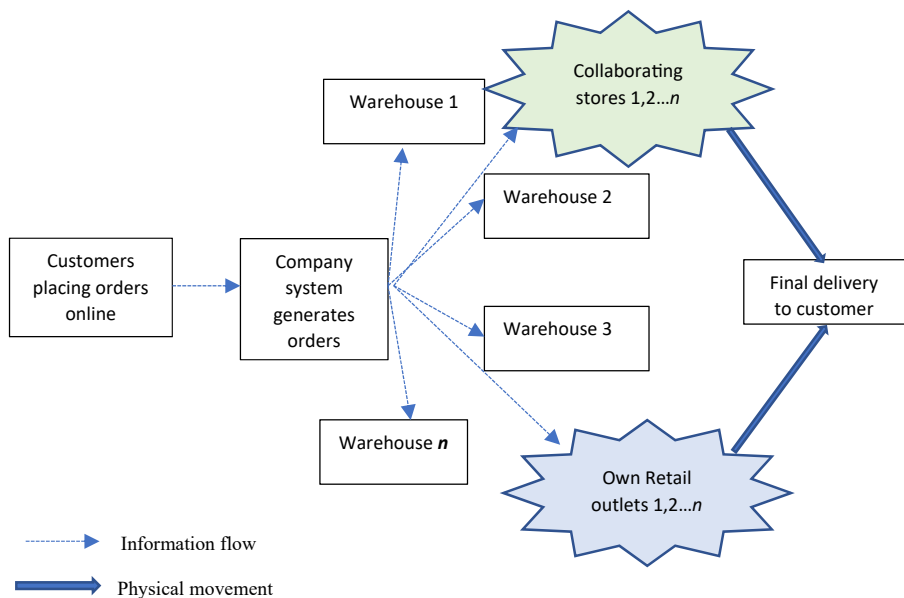 Collaborating
stores 1,2...n
Warehouse 1
Warehouse 2
Customers
placing orders
online
Company
system
generates
orders
Final delivery
to customer
Warehouse 3
Warehouse n
Own Retail
outlets 1,2...n
Information flow
Physical movement